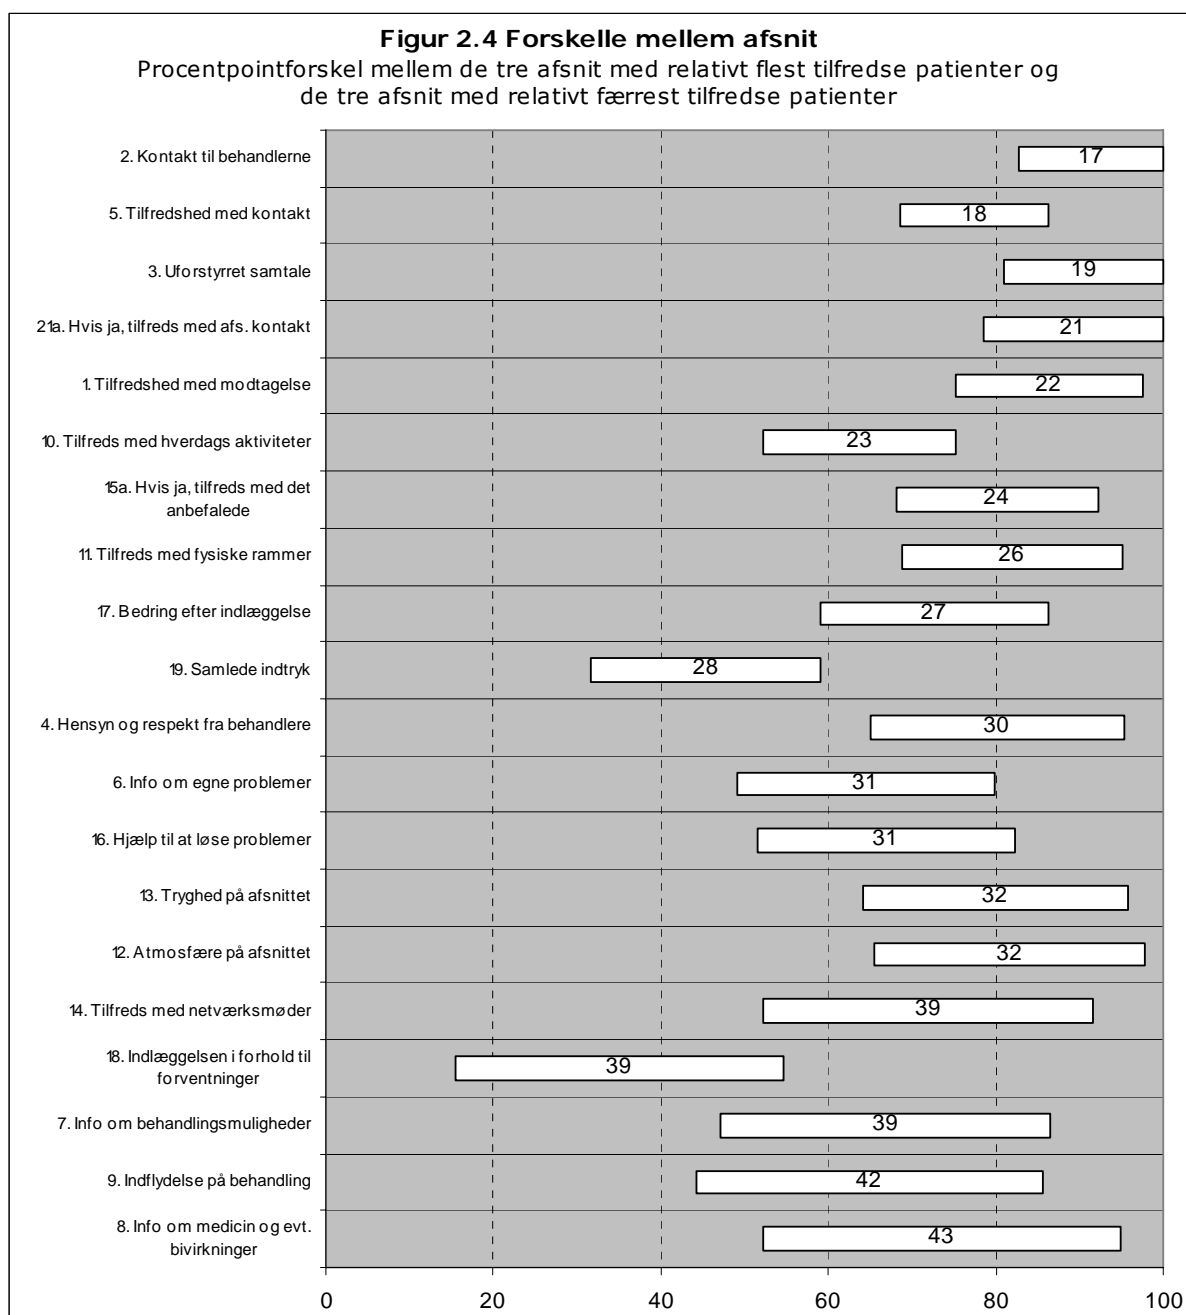 Figur 2.4 Forskelle mellem afsnit
Procentpointforskel mellem de tre afsnit med relativt flest tilfredse patienter og
de tre afsnit med relativt færrest tilfredse patienter
2. Kontakt til behandlerne
17
5. Tilfredshed med kontakt
18
3. Uforstyrret samtale
19
21a. Hvis ja, tilfreds med afs. kontakt
21
1. Tilfredshed med modtagelse
22
10. Tilfreds med hverdags aktiviteter
23
15a. Hvis ja, tilfreds med det
anbefalede
24
11. Tilfreds med fysiske rammer
26
17. Bedring efter indlæggelse
27
19. Samlede indtryk
28
4. Hensyn og respekt fra behandlere
30
6. Info om egne problemer
31
16. Hjælp til at løse problemer
31
13. Tryghed på afsnittet
32
12. Atmosfære på afsnittet
32
14. Tilfreds med netværksmøder
39
18. Indlæggelsen i forhold til
forventninger
39
7. Info om behandlingsmuligheder
39
9. Indflydelse på behandling
42
8. Info om medicin og evt.
bivirkninger
43
0 20 40 60 80 100